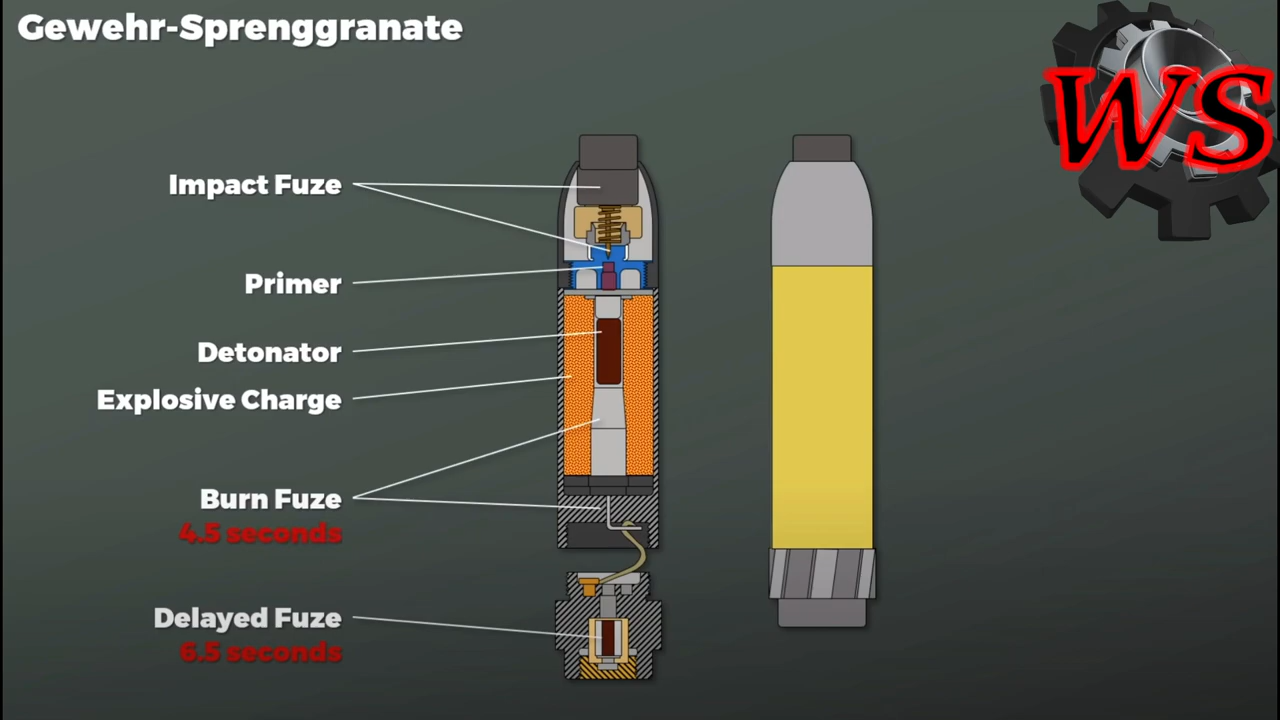 Gewehr-Sprenggranate
WS
Impact Fuze
Primer
Detonator
Explosive Charge
Burn Fuze
4.5 seconds
Delayed Fuze
6.5 seconds